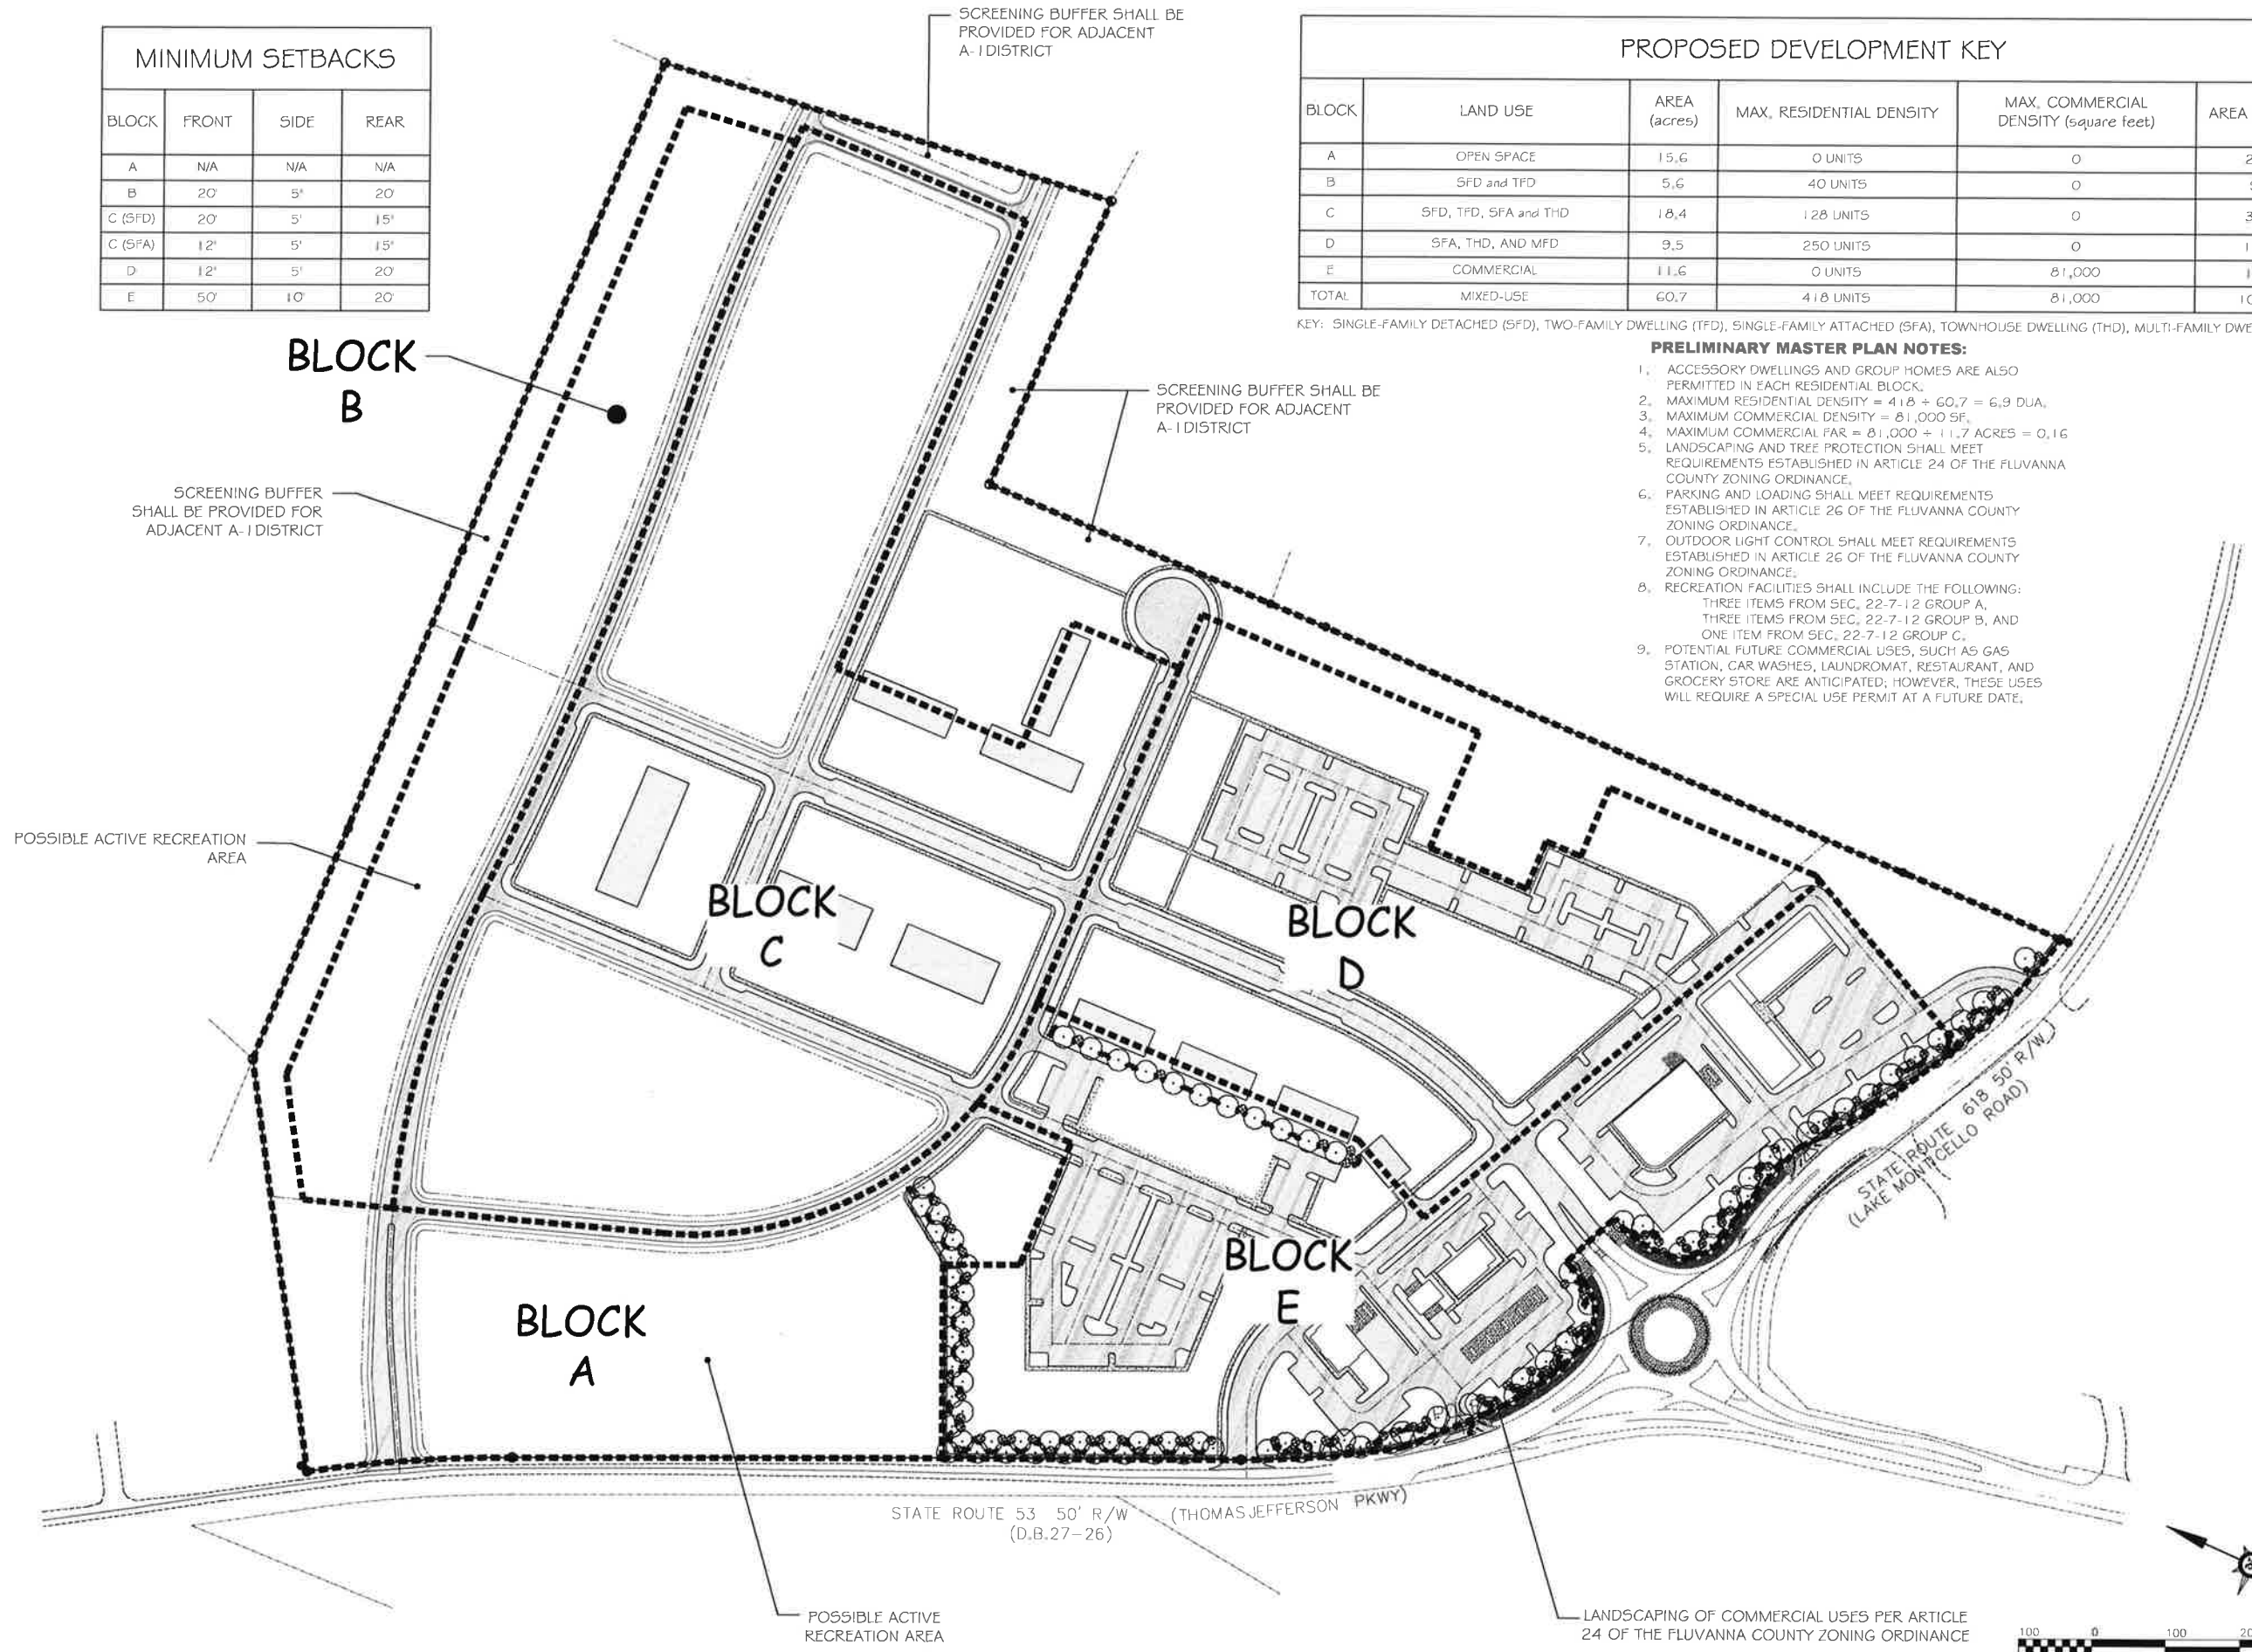 SCREENING BUFFER SHALL BE
PROVIDED FOR ADJACENT
A-1 DISTRICT
MINIMUM SETBACKS
BLOCK FRONT SIDE REAR
A N/A N/A N/A
B 20' 5' 20'
C (SFD) 20' 5' 15'
C (SFA) 12' 5' 15'
D 12' 5' 20'
E 50' 10' 20'
PROPOSED DEVELOPMENT KEY
BLOCK LAND USE AREA (acres) MAX. RESIDENTIAL DENSITY MAX. COMMERCIAL DENSITY (square feet) AREA
A OPEN SPACE 15.6 0 UNITS 0 2
B SFD and TFD 5.6 40 UNITS 0
C SFD, TFD, SFA and THD 18.4 128 UNITS 0 3
D SFA, THD, AND MFD 9.5 250 UNITS 0 1
E COMMERCIAL 11.6 0 UNITS 81,000 1
TOTAL MIXED-USE 60.7 418 UNITS 81,000 10
KEY: SINGLE-FAMILY DETACHED (SFD), TWO-FAMILY DWELLING (TFD), SINGLE-FAMILY ATTACHED (SFA), TOWNHOUSE DWELLING (THD), MULTI-FAMILY DWE
PRELIMINARY MASTER PLAN NOTES:
1. ACCESSORY DWELLINGS AND GROUP HOMES ARE ALSO
PERMITTED IN EACH RESIDENTIAL BLOCK.
2. MAXIMUM RESIDENTIAL DENSITY = 418 ÷ 60.7 = 6.9 DUA.
3. MAXIMUM COMMERCIAL DENSITY = 81,000 SF.
4. MAXIMUM COMMERCIAL FAR = 81,000 ÷ 11.7 ACRES = 0.16
5. LANDSCAPING AND TREE PROTECTION SHALL MEET
REQUIREMENTS ESTABLISHED IN ARTICLE 24 OF THE FLUVANNA
COUNTY ZONING ORDINANCE.
6. PARKING AND LOADING SHALL MEET REQUIREMENTS
ESTABLISHED IN ARTICLE 26 OF THE FLUVANNA COUNTY
ZONING ORDINANCE.
7. OUTDOOR LIGHT CONTROL SHALL MEET REQUIREMENTS
ESTABLISHED IN ARTICLE 26 OF THE FLUVANNA COUNTY
ZONING ORDINANCE.
8. RECREATION FACILITIES SHALL INCLUDE THE FOLLOWING:
THREE ITEMS FROM SEC. 22-7-12 GROUP A,
THREE ITEMS FROM SEC. 22-7-12 GROUP B, AND
ONE ITEM FROM SEC. 22-7-12 GROUP C.
9. POTENTIAL FUTURE COMMERCIAL USES, SUCH AS GAS
STATION, CAR WASHES, LAUNDROMAT, RESTAURANT, AND
GROCERY STORE ARE ANTICIPATED; HOWEVER, THESE USES
WILL REQUIRE A SPECIAL USE PERMIT AT A FUTURE DATE.
BLOCK
B
SCREENING BUFFER SHALL BE
PROVIDED FOR ADJACENT
A-1 DISTRICT
SCREENING BUFFER
SHALL BE PROVIDED FOR
ADJACENT A-1 DISTRICT
POSSIBLE ACTIVE RECREATION
AREA
BLOCK
C
BLOCK
D
STATE ROUTE 618 50' R/W
(LAKE MONTICELLO ROAD)
BLOCK
E
BLOCK
A
STATE ROUTE 53 50' R/W (THOMAS JEFFERSON PKWY)
(D.B.27-26)
POSSIBLE ACTIVE
RECREATION AREA
LANDSCAPING OF COMMERCIAL USES PER ARTICLE
24 OF THE FLUVANNA COUNTY ZONING ORDINANCE
100 0 100 20